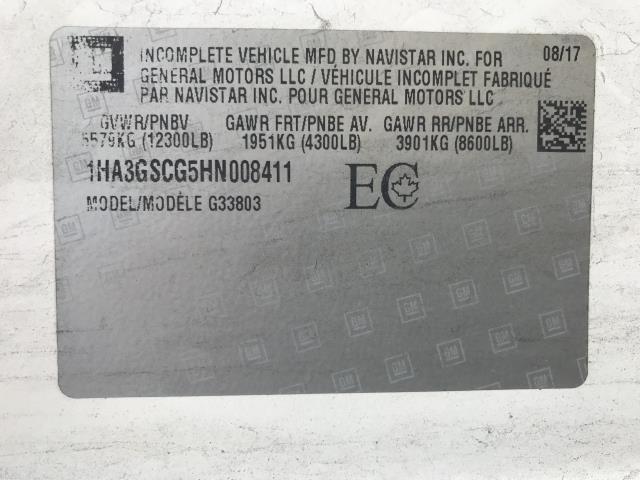 INCOMPLETE VEHICLE MFD BY NAVISTAR INC. FOR 08/17
GENERAL MOTORS LLC / VÉHICULE INCOMPLET FABRIQUÉ
PAR NAVISTAR INC. POUR GENERAL MOTORS LLC
GVWR/PNBV GAWR FRT/PNBE AV. GAWR RR/PNBE ARR.
5579KG (12300LB) 1951KG (4300LB) 3901KG (8600LB)
1HA3GSCG5HN008411 EC
MODEL/MODÈLE G33803